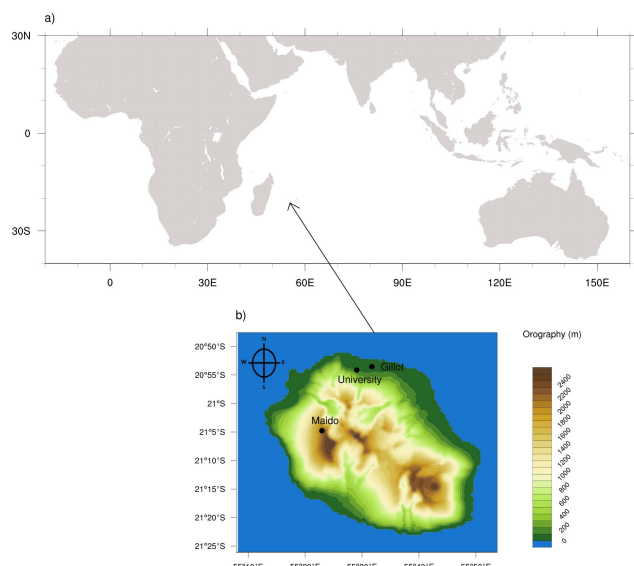 a)
30N
0
30S
0 30E 60E 90E 120E 150E
b)
Orography (m)
N
W E
S
20°50'S
20°55'S
21°S
21°5'S
21°10'S
21°15'S
21°20'S
21°25'S
Gillot
University
Maido
2400
2200
2000
1800
1600
1400
1200
1000
800
600
400
200
0